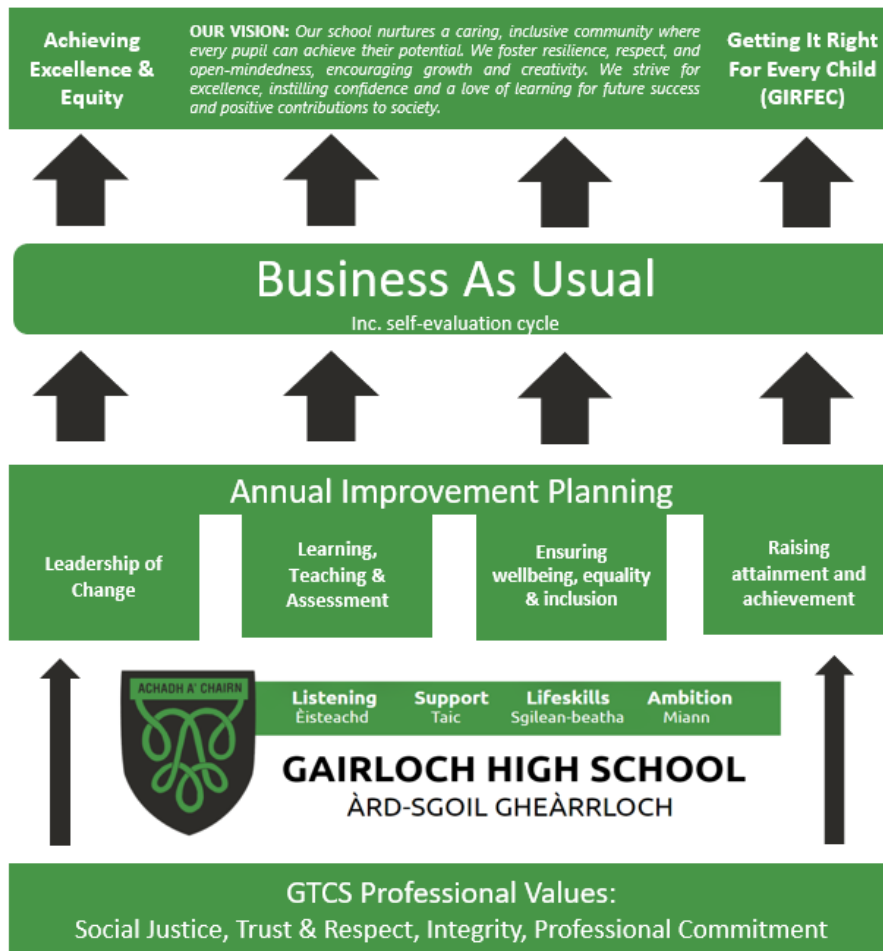 Achieving
Excellence &
Equity
OUR VISION: Our school nurtures a caring, inclusive community where
every pupil can achieve their potential. We foster resilience, respect, and
open-mindedness, encouraging growth and creativity. We strive for
excellence, instilling confidence and a love of learning for future success
and positive contributions to society.
Getting It Right
For Every Child
(GIRFEC)
Business As Usual
Inc. self-evaluation cycle
Annual Improvement Planning
Leadership of
Change
Learning,
Teaching &
Assessment
Ensuring
wellbeing, equality
& inclusion
Raising
attainment and
achievement
ACHADH A' CHAIRN
Listening
Èisteachd
Support
Taic
Lifeskills
Sgilean-beatha
Ambition
Miann
GAIRLOCH HIGH SCHOOL
ÀRD-SGOIL GHEÀRRLOCH
GTCS Professional Values:
Social Justice, Trust & Respect, Integrity, Professional Commitment